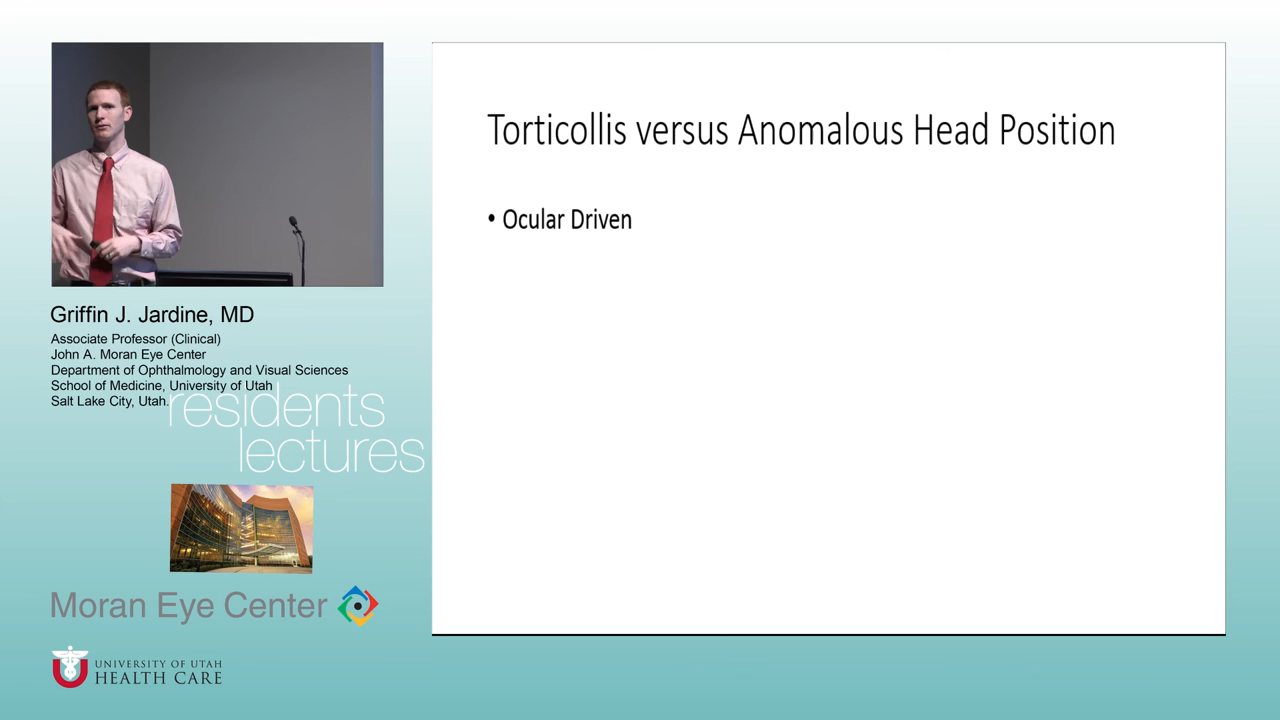 Torticollis versus Anomalous Head Position
• Ocular Driven
Griffin J. Jardine, MD
Associate Professor (Clinical)
John A. Moran Eye Center
Department of Ophthalmology and Visual Sciences
School of Medicine, University of Utah
Salt Lake City, Utah.
residents
lectures
Moran Eye Center
UNIVERSITY OF UTAH
HEALTH CARE